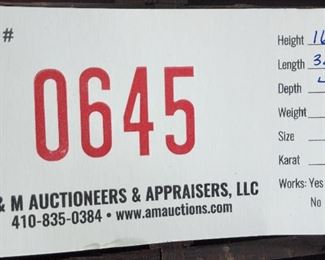 #
0645
& M AUCTIONEERS & APPRAISERS, LLC
410-835-0384 • www.amauctions.com
Height 16
Length
Depth
Weight
Size
Karat
Works: Yes
No